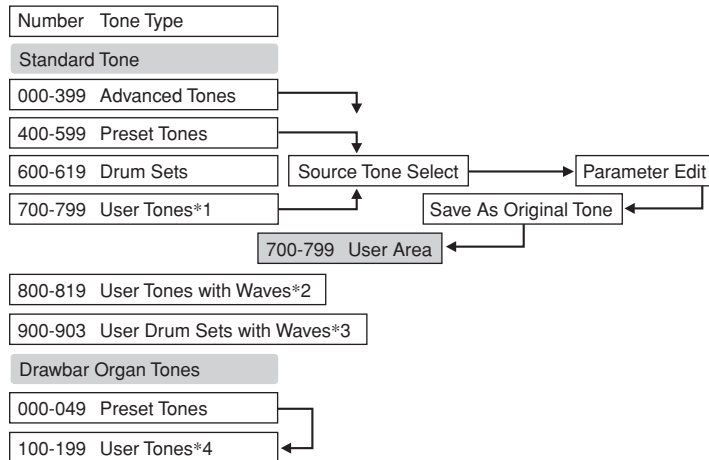 Number Tone Type
Standard Tone
000-399 Advanced Tones
400-599 Preset Tones
600-619 Drum Sets
Source Tone Select
Parameter Edit
700-799 User Tones*1
Save As Original Tone
700-799 User Area
800-819 User Tones with Waves*2
900-903 User Drum Sets with Waves*3
Drawbar Organ Tones
000-049 Preset Tones
100-199 User Tones*4